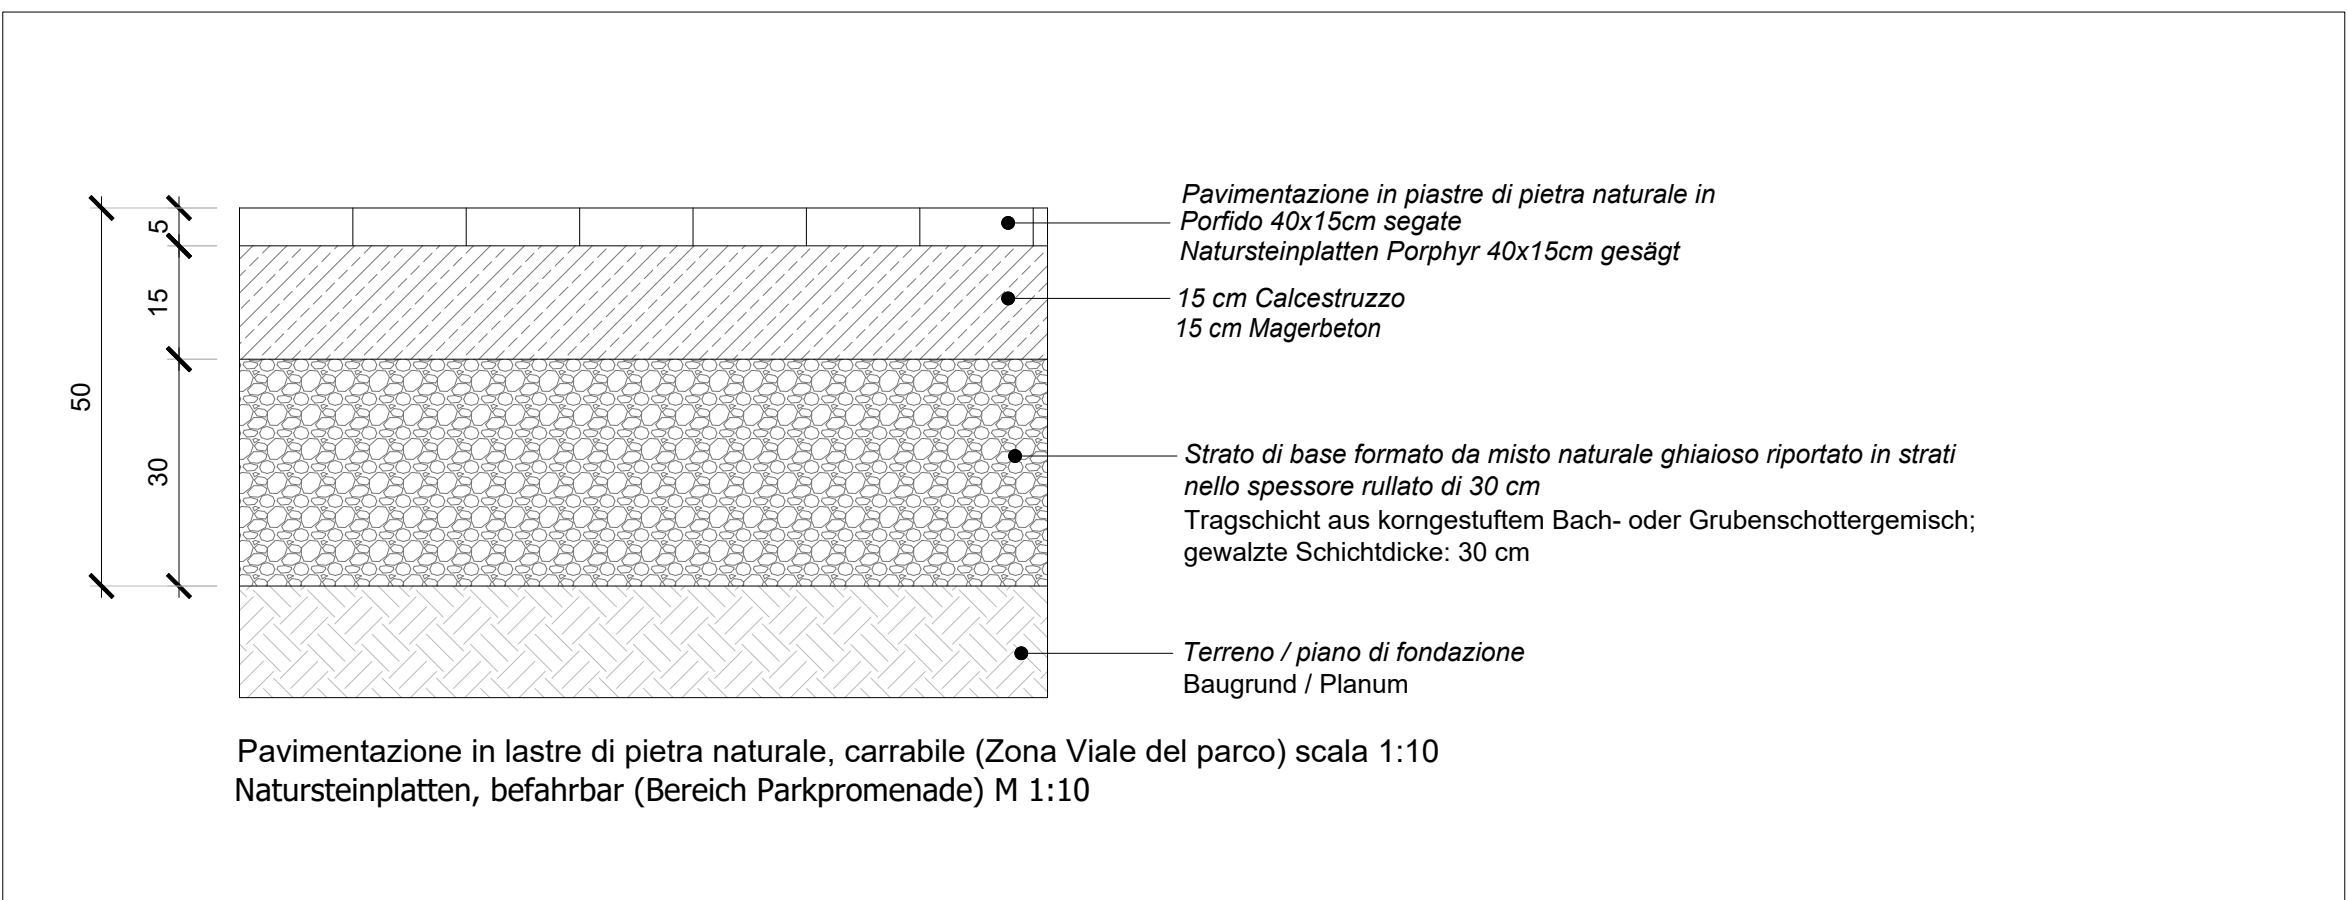 Pavimentazione in piastre di pietra naturale in
Porfido 40x15cm segate
Natursteinplatten Porphyr 40x15cm gesägt
5
15 cm Calcestruzzo
15 cm Magerbeton
15
50
30
Strato di base formato da misto naturale ghiaioso riportato in strati
nello spessore rullato di 30 cm
Tragschicht aus korngestuftem Bach- oder Grubenschottergemisch;
gewalzte Schichtdicke: 30 cm
Terreno / piano di fondazione
Baugrund / Planum
Pavimentazione in lastre di pietra naturale, carrabile (Zona Viale del parco) scala 1:10
Natursteinplatten, befahrbar (Bereich Parkpromenade) M 1:10